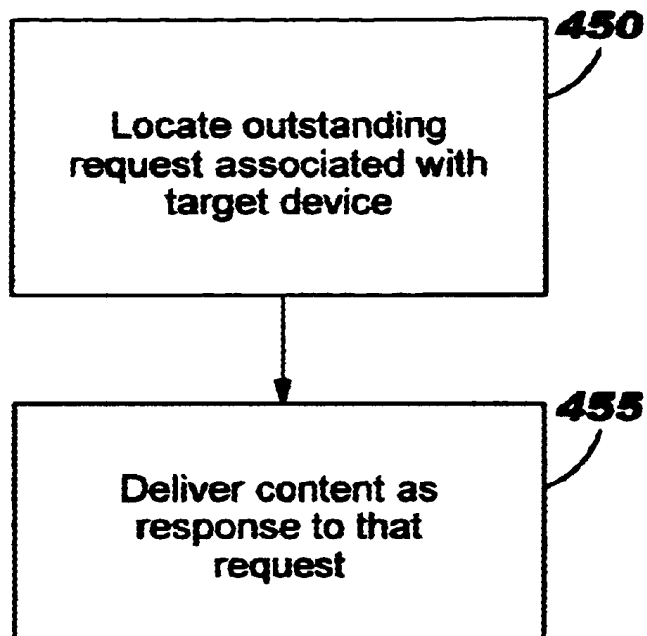 450
Locate outstanding
request associated with
target device
455
Deliver content as
response to that
request